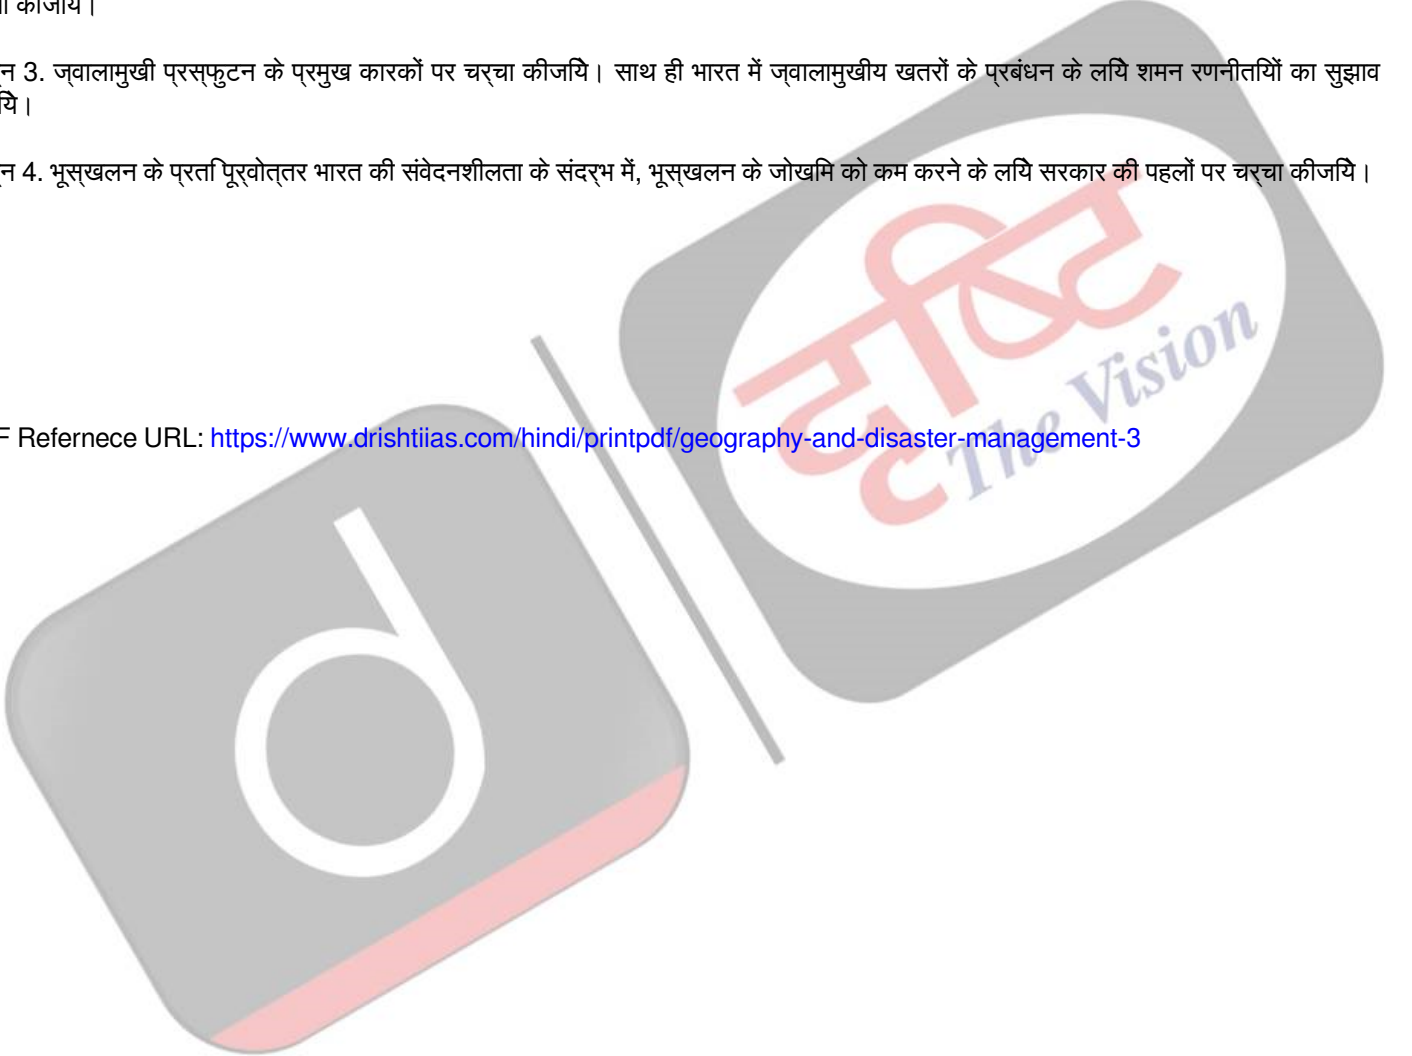 कीजिये।
न 3. ज्वालामुखी प्रस्फुटन के प्रमुख कारकों पर चर्चा कीजिये। साथ ही भारत में ज्वालामुखीय खतरों के प्रबंधन के लिये शमन रणनीतियों का सुझाव
ये।
न 4. भूस्खलन के प्रति पूर्वोत्तर भारत की संवेदनशीलता के संदर्भ में, भूस्खलन के जोखिम को कम करने के लिये सरकार की पहलों पर चर्चा कीजिये।
दृष्टि
The Vision
F Refernece URL: https://www.drishtiias.com/hindi/printpdf/geography-and-disaster-management-3
d